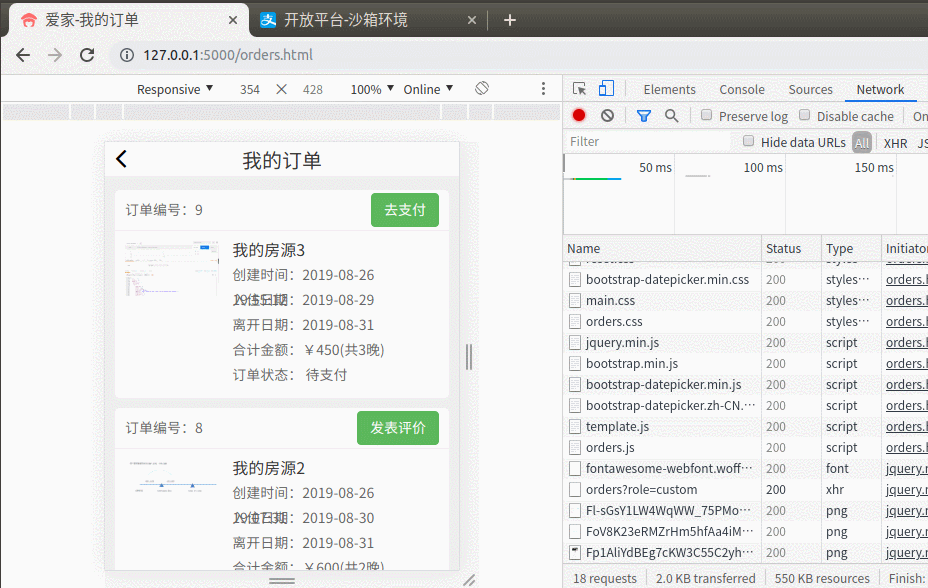 爱家-我的订单
开放平台-沙箱环境
127.0.0.1:5000/orders.html
Responsive 354 428 100% Online
Elements Console Sources Network
Preserve log Disable cache On
Filter Hide data URLs All XHR JS
50 ms 100 ms 150 ms
我的订单
订单编号：9 去支付
我的房源3
创建时间：2019-08-26
入住日期：2019-08-29
离开日期：2019-08-31
合计金额：￥450(共3晚)
订单状态： 待支付
订单编号：8 发表评价
我的房源2
创建时间：2019-08-26
入住日期：2019-08-30
离开日期：2019-08-31
合计金额：￥600(共2晚)
Name Status Type Initiator
bootstrap-datepicker.min.css 200 styles… orders.h
main.css 200 styles… orders.h
orders.css 200 styles… orders.h
jquery.min.js 200 script orders.h
bootstrap.min.js 200 script orders.h
bootstrap-datepicker.min.js 200 script orders.h
bootstrap-datepicker.zh-CN.… 200 script orders.h
template.js 200 script orders.h
orders.js 200 script orders.h
fontawesome-webfont.woff… 200 font jquery.r
orders?role=custom 200 xhr jquery.r
Fl-sGsY1LW4WqWW_75PMo… 200 png jquery.r
FoV8K23eRMZrHm5hfAa4iM… 200 png jquery.r
Fp1AliYdBEg7cKW3C55C2yh… 200 png jquery.r
18 requests 2.0 KB transferred 550 KB resources Finish: